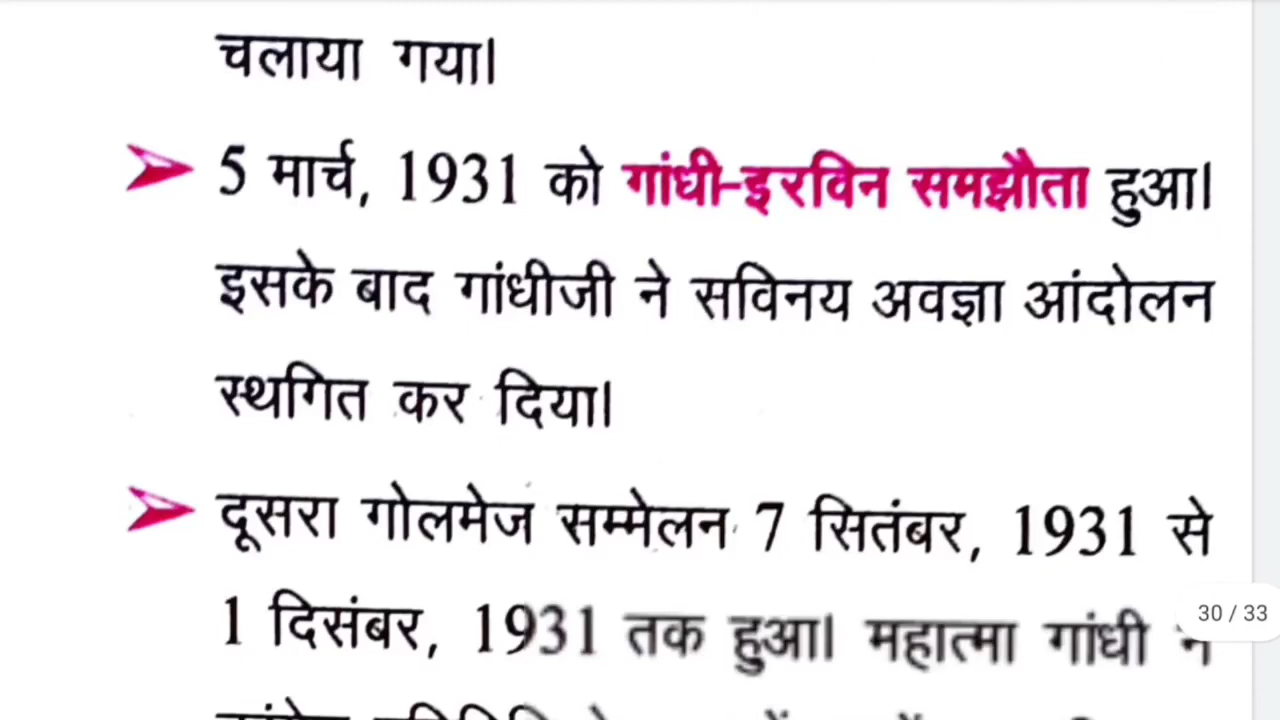 चलाया गया।
5 मार्च, 1931 को गांधी-इरविन समझौता हुआ।
इसके बाद गांधीजी ने सविनय अवज्ञा आंदोलन
स्थगित कर दिया।
दूसरा गोलमेज सम्मेलन 7 सितंबर, 1931 से
1 दिसंबर, 1931 तक हुआ। महात्मा गांधी ने
30 / 33